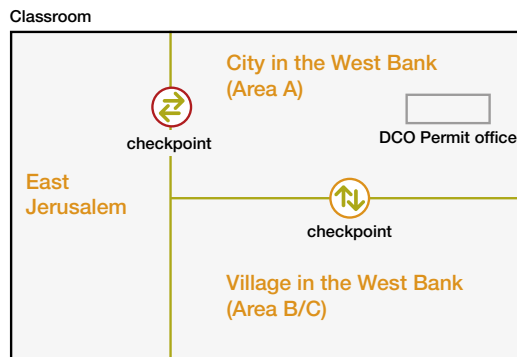 Classroom
City in the West Bank
(Area A)
checkpoint
DCO Permit office
East
Jerusalem
checkpoint
Village in the West Bank
(Area B/C)